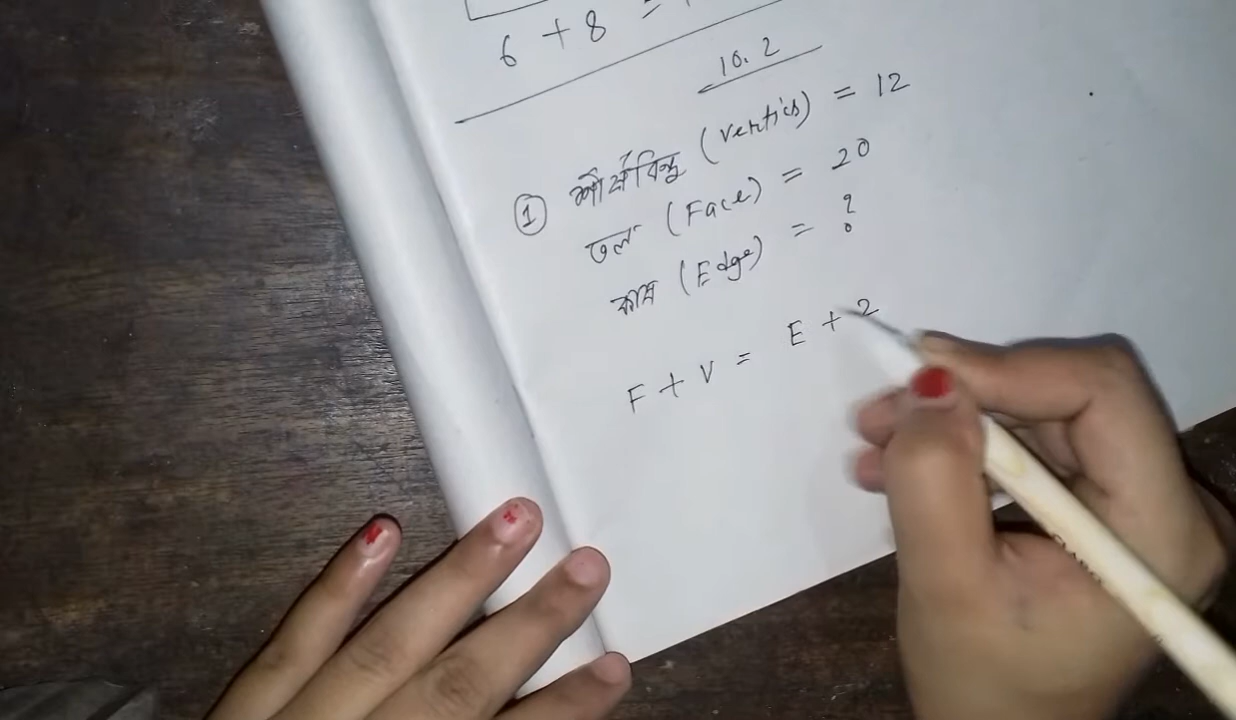 6 + 8 =
10.2
① শীৰ্ষবিন্দু (vertics) = 12
তল (Face) = 20
কাষ (Edge) = ?
F + V = E + 2